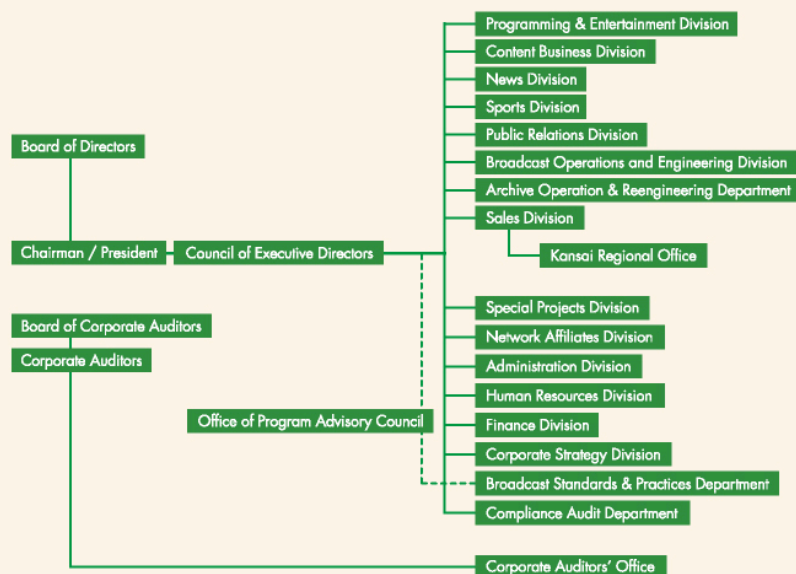 Board of Directors
Chairman / President
Council of Executive Directors
Board of Corporate Auditors
Corporate Auditors
Office of Program Advisory Council
Programming & Entertainment Division
Content Business Division
News Division
Sports Division
Public Relations Division
Broadcast Operations and Engineering Division
Archive Operation & Reengineering Department
Sales Division
Kansai Regional Office
Special Projects Division
Network Affiliates Division
Administration Division
Human Resources Division
Finance Division
Corporate Strategy Division
Broadcast Standards & Practices Department
Compliance Audit Department
Corporate Auditors' Office